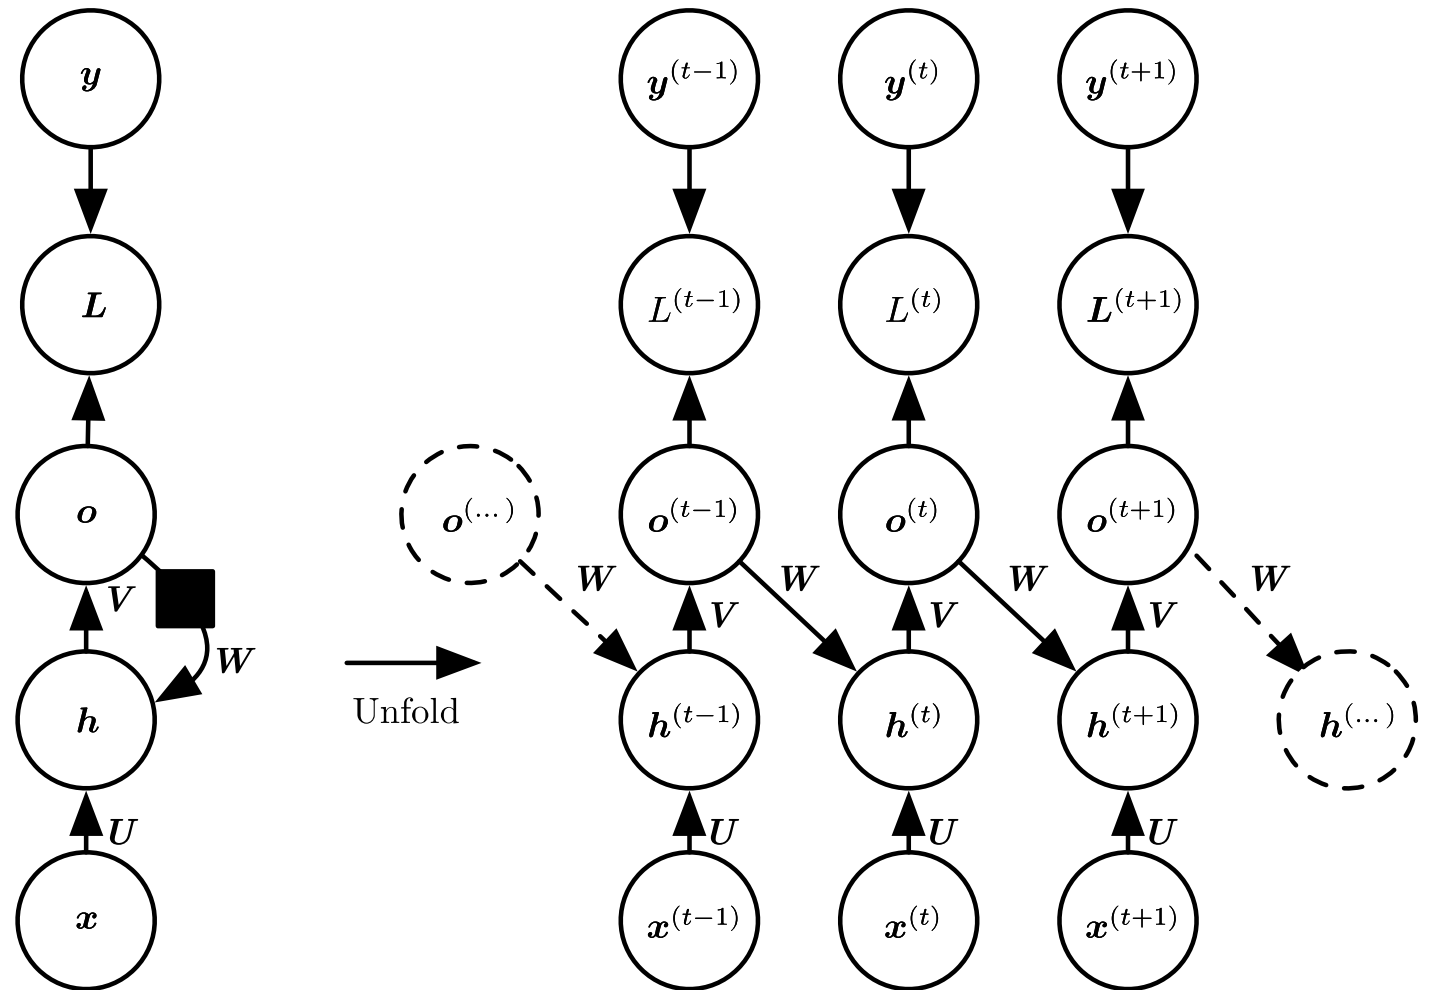 y y^(t−1) y^(t) y^(t+1)
L L^(t−1) L^(t) L^(t+1)
o o^(...) o^(t−1) o^(t) o^(t+1)
W W W W
V V V V
W
Unfold
h h^(t−1) h^(t) h^(t+1) h^(...)
U U U U
x x^(t−1) x^(t) x^(t+1)